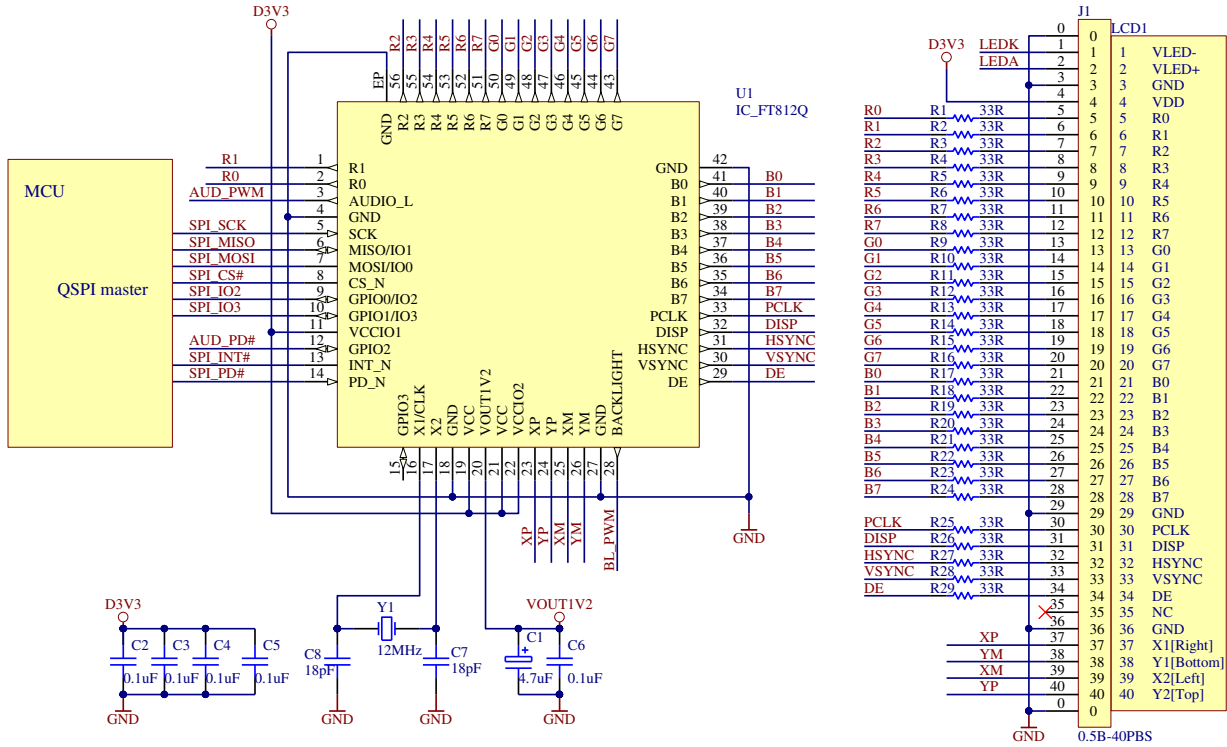 D3V3
R2
R3
R4
R5
R6
R7
G0
G1
G2
G3
G4
G5
G6
G7
EP
56
55
54
53
52
51
50
49
48
47
46
45
44
43
GND
R2
R3
R4
R5
R6
R7
G0
G1
G2
G3
G4
G5
G6
G7
U1
IC_FT812Q
MCU
QSPI master
R1 1 R1
R0 2 R0
AUD_PWM 3 AUDIO_L
4 GND
SPI_SCK 5 SCK
SPI_MISO 6 MISO/IO1
SPI_MOSI 7 MOSI/IO0
SPI_CS# 8 CS_N
SPI_IO2 9 GPIO0/IO2
SPI_IO3 10 GPIO1/IO3
11 VCCIO1
AUD_PD# 12 GPIO2
SPI_INT# 13 INT_N
SPI_PD# 14 PD_N
GND 42
B0 41 B0
B1 40 B1
B2 39 B2
B3 38 B3
B4 37 B4
B5 36 B5
B6 35 B6
B7 34 B7
PCLK 33 PCLK
DISP 32 DISP
HSYNC 31 HSYNC
VSYNC 30 VSYNC
DE 29 DE
GPIO3
X1/CLK
X2
GND
VCC
VOUT1V2
VCC
VCCIO2
XP
YP
XM
YM
GND
BACKLIGHT
15
16
17
18
19
20
21
22
23
24
25
26
27
28
XP
YP
XM
YM
BL_PWM
GND
D3V3
C2
0.1uF
C3
0.1uF
C4
0.1uF
C5
0.1uF
GND
Y1
12MHz
C8
18pF
C7
18pF
GND
GND
VOUT1V2
C1
+
4.7uF
C6
0.1uF
GND
J1
LCD1
D3V3
0 0
LEDK 1 1 1 VLED-
LEDA 2 2 2 VLED+
3 3 3 GND
4 4 4 VDD
R0 R1 33R 5 5 5 R0
R1 R2 33R 6 6 6 R1
R2 R3 33R 7 7 7 R2
R3 R4 33R 8 8 8 R3
R4 R5 33R 9 9 9 R4
R5 R6 33R 10 10 10 R5
R6 R7 33R 11 11 11 R6
R7 R8 33R 12 12 12 R7
G0 R9 33R 13 13 13 G0
G1 R10 33R 14 14 14 G1
G2 R11 33R 15 15 15 G2
G3 R12 33R 16 16 16 G3
G4 R13 33R 17 17 17 G4
G5 R14 33R 18 18 18 G5
G6 R15 33R 19 19 19 G6
G7 R16 33R 20 20 20 G7
B0 R17 33R 21 21 21 B0
B1 R18 33R 22 22 22 B1
B2 R19 33R 23 23 23 B2
B3 R20 33R 24 24 24 B3
B4 R21 33R 25 25 25 B4
B5 R22 33R 26 26 26 B5
B6 R23 33R 27 27 27 B6
B7 R24 33R 28 28 28 B7
29 29 29 GND
PCLK R25 33R 30 30 30 PCLK
DISP R26 33R 31 31 31 DISP
HSYNC R27 33R 32 32 32 HSYNC
VSYNC R28 33R 33 33 33 VSYNC
DE R29 33R 34 34 34 DE
35 35 35 NC
36 36 36 GND
XP 37 37 37 X1[Right]
YM 38 38 38 Y1[Bottom]
XM 39 39 39 X2[Left]
YP 40 40 40 Y2[Top]
0 0
GND
0.5B-40PBS